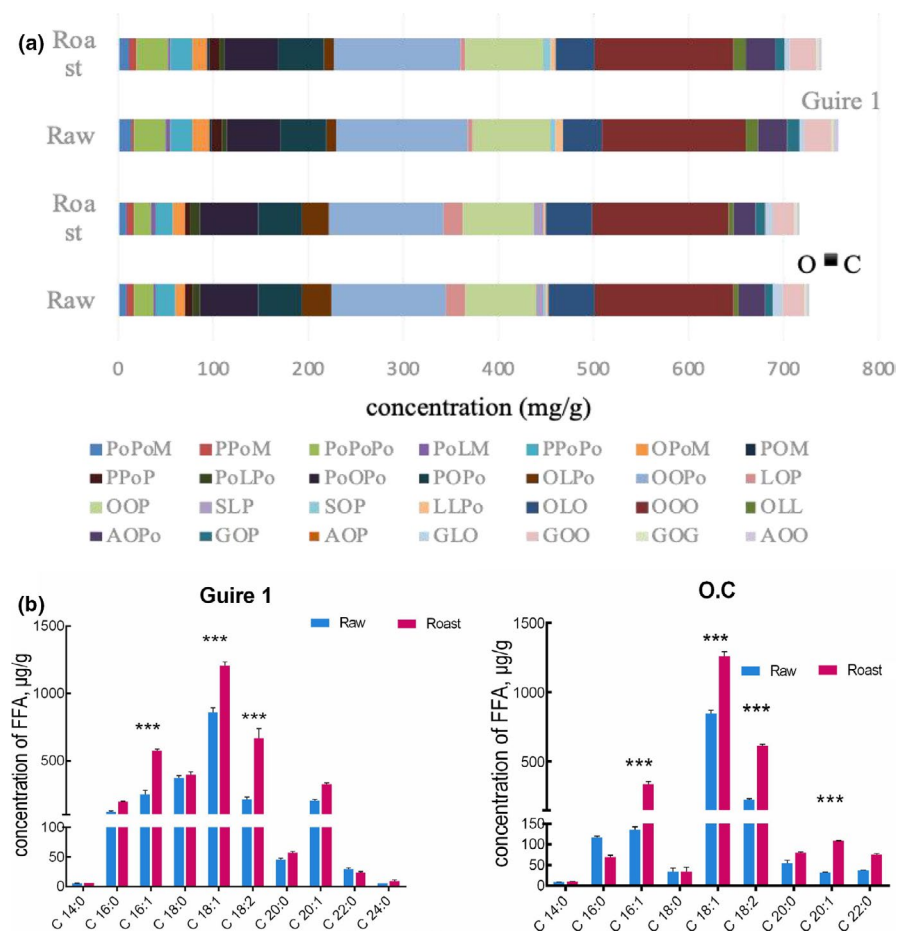 (a)
Roa
st
Guire 1
Raw
Roa
st
O C
Raw
0 100 200 300 400 500 600 700 800
concentration (mg/g)
PoPoM PPoM PoPoPo PoLM PPoPo OPoM POM
PPoP PoLPo PoOPo POPo OLPo OOPo LOP
OOP SLP SOP LLPo OLO OOO OLL
AOPo GOP AOP GLO GOO GOG AOO
(b)
Guire 1
Raw Roast
concentration of FFA, µg/g
1500
1000
500
100
50
0
***
***
***
C 14:0 C 16:0 C 16:1 C 18:0 C 18:1 C 18:2 C 20:0 C 20:1 C 22:0 C 24:0
O.C
Raw Roast
concentration of FFA, µg/g
1500
1000
500
150
100
50
0
***
***
***
***
C 14:0 C 16:0 C 16:1 C 18:0 C 18:1 C 18:2 C 20:0 C 20:1 C 22:0